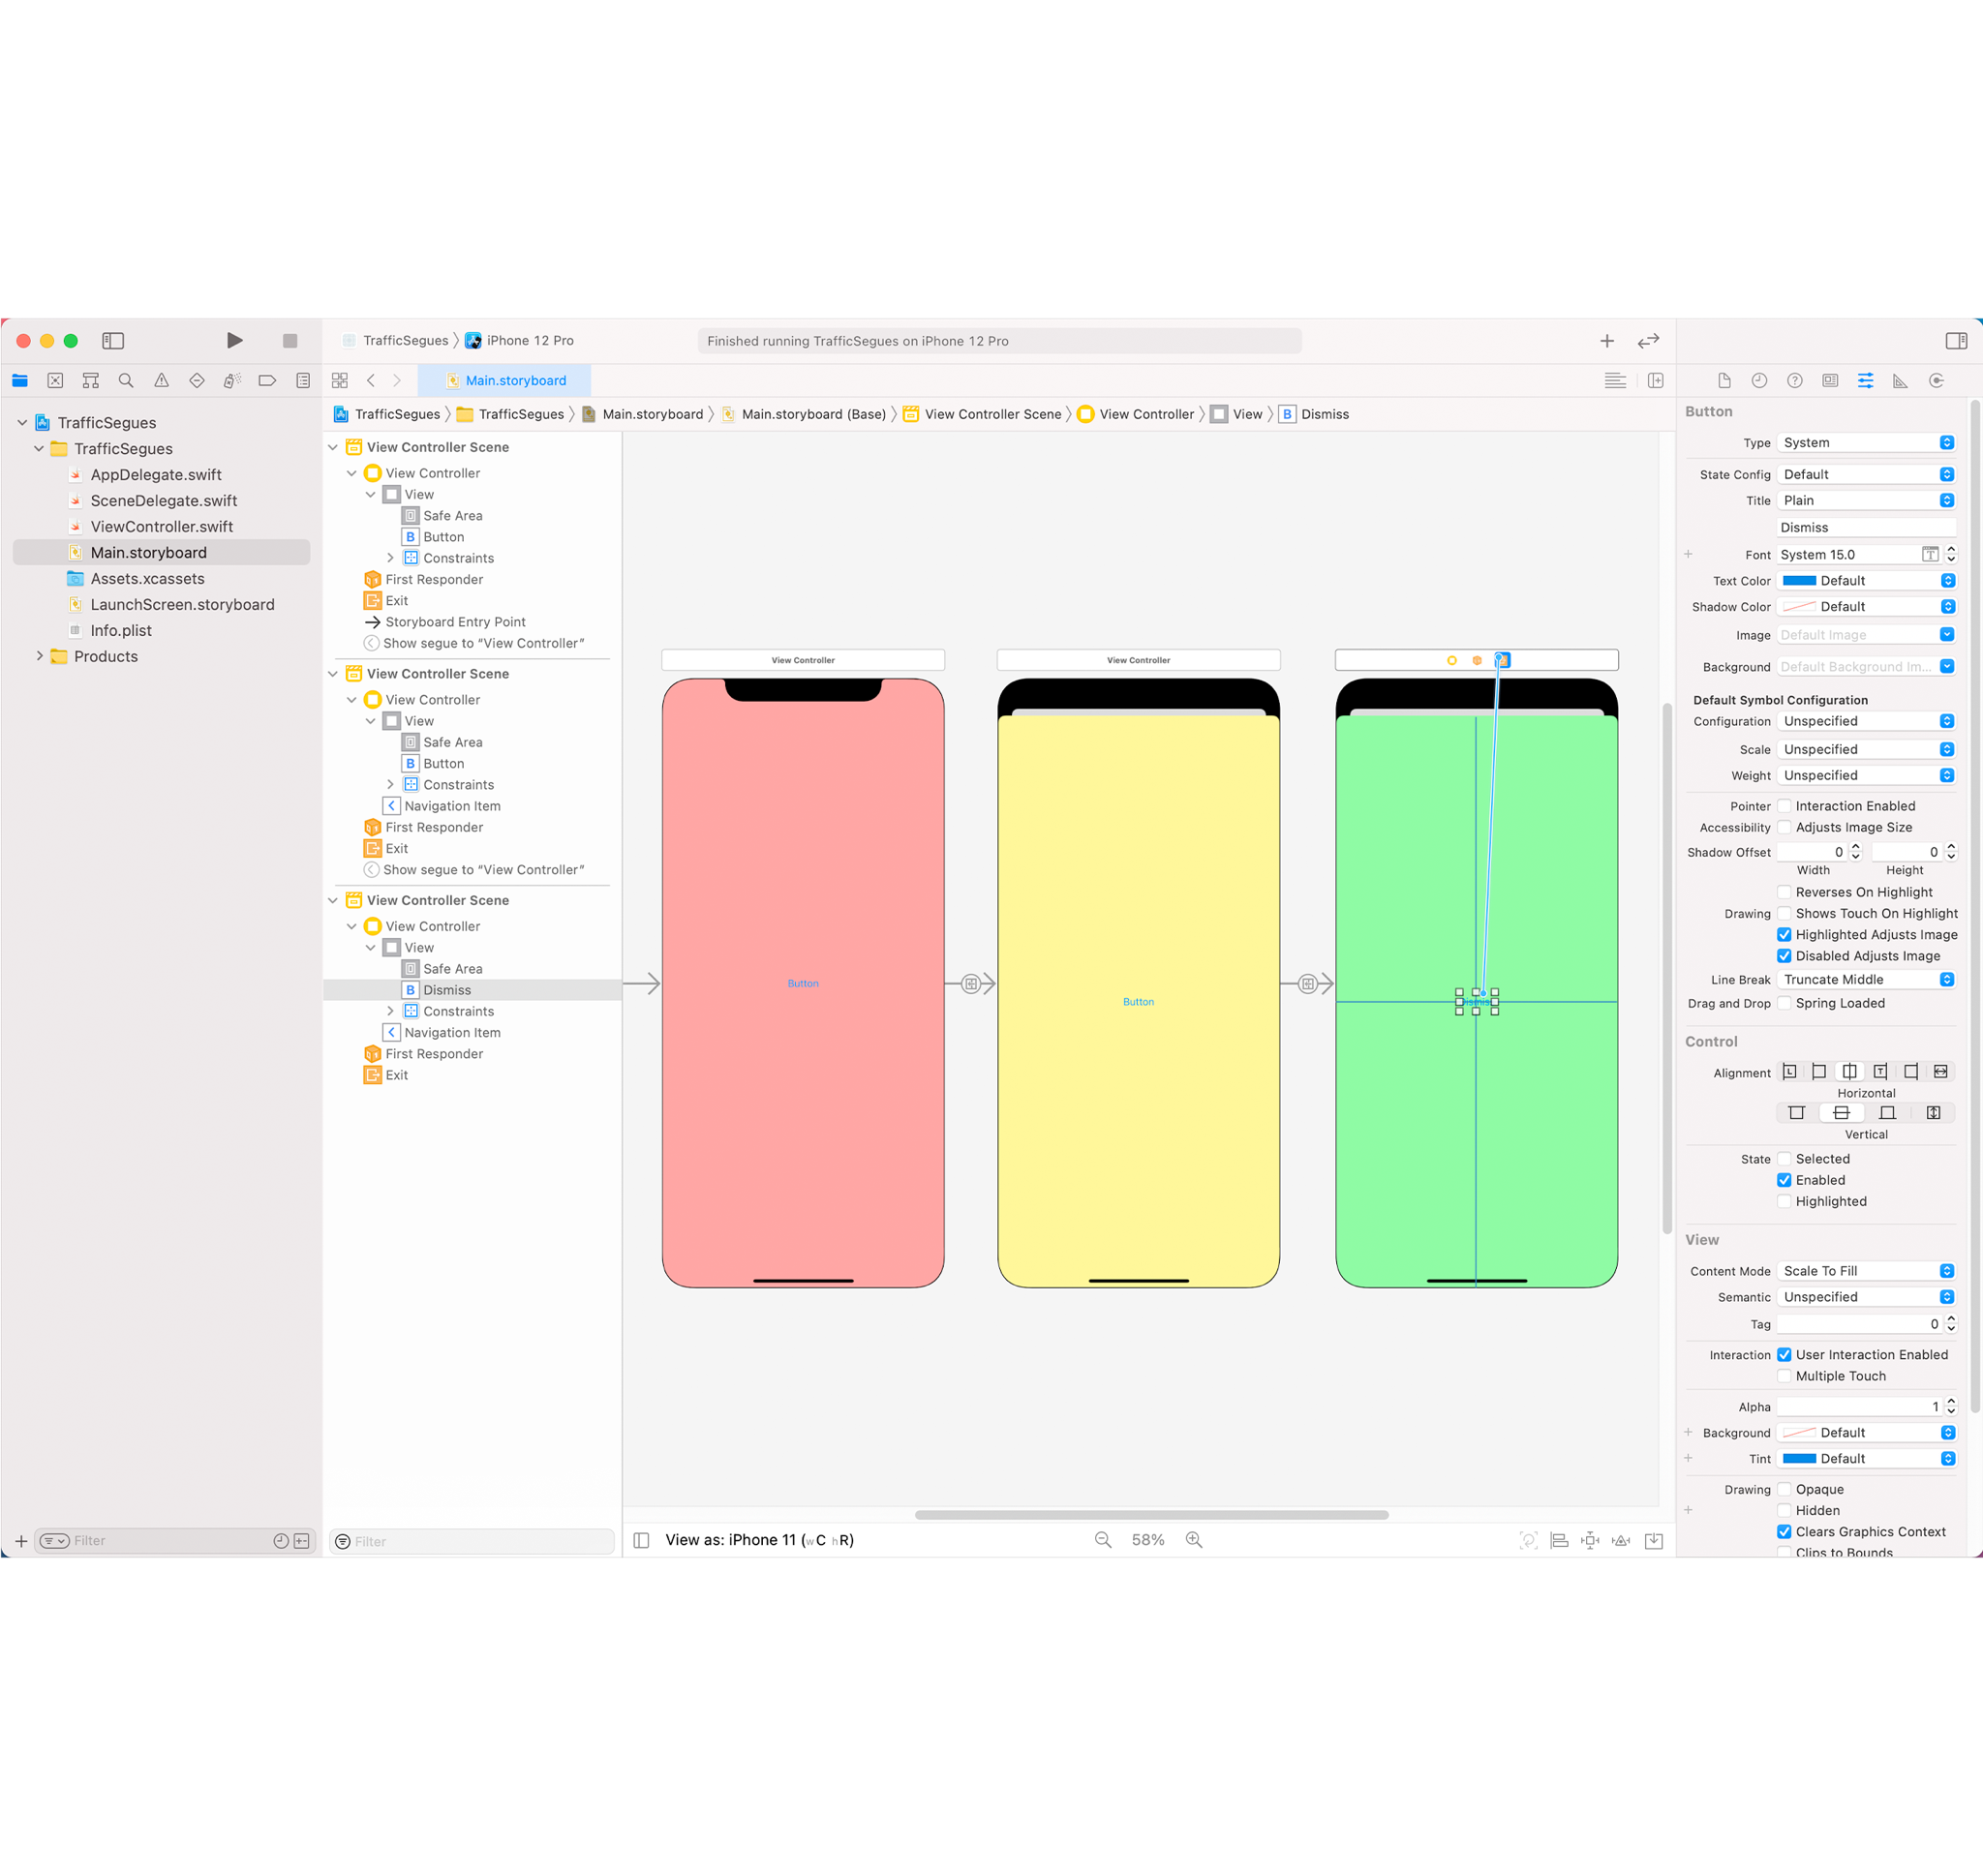 TrafficSegues
iPhone 12 Pro
Finished running TrafficSegues on iPhone 12 Pro
Main.storyboard
TrafficSegues
TrafficSegues
Main.storyboard
Main.storyboard (Base)
View Controller Scene
View Controller
View
B Dismiss
TrafficSegues
TrafficSegues
AppDelegate.swift
SceneDelegate.swift
ViewController.swift
Main.storyboard
Assets.xcassets
LaunchScreen.storyboard
Info.plist
Products
Filter
View Controller Scene
View Controller
View
Safe Area
B Button
Constraints
First Responder
Exit
Storyboard Entry Point
Show segue to “View Controller”
View Controller Scene
View Controller
View
Safe Area
B Button
Constraints
Navigation Item
First Responder
Exit
Show segue to “View Controller”
View Controller Scene
View Controller
View
Safe Area
B Dismiss
Constraints
Navigation Item
First Responder
Exit
Filter
View Controller
View Controller
Button
Button
View as: iPhone 11 (wC hR)
58%
Button
Type System
State Config Default
Title Plain
Dismiss
Font System 15.0 T
Text Color Default
Shadow Color Default
Image Default Image
Background Default Background Im...
Default Symbol Configuration
Configuration Unspecified
Scale Unspecified
Weight Unspecified
Pointer Interaction Enabled
Accessibility Adjusts Image Size
Shadow Offset 0 0
Width Height
Reverses On Highlight
Drawing Shows Touch On Highlight
Highlighted Adjusts Image
Disabled Adjusts Image
Line Break Truncate Middle
Drag and Drop Spring Loaded
Control
Alignment
Horizontal
Vertical
State Selected
Enabled
Highlighted
View
Content Mode Scale To Fill
Semantic Unspecified
Tag 0
Interaction User Interaction Enabled
Multiple Touch
Alpha 1
Background Default
Tint Default
Drawing Opaque
Hidden
Clears Graphics Context
Clips to Bounds